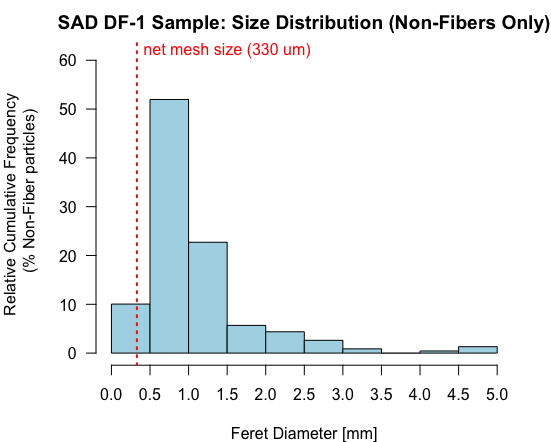 SAD DF-1 Sample: Size Distribution (Non-Fibers Only)
net mesh size (330 um)
Relative Cumulative Frequency
(% Non-Fiber particles)
60
50
40
30
20
10
0
0.0 0.5 1.0 1.5 2.0 2.5 3.0 3.5 4.0 4.5 5.0
Feret Diameter [mm]